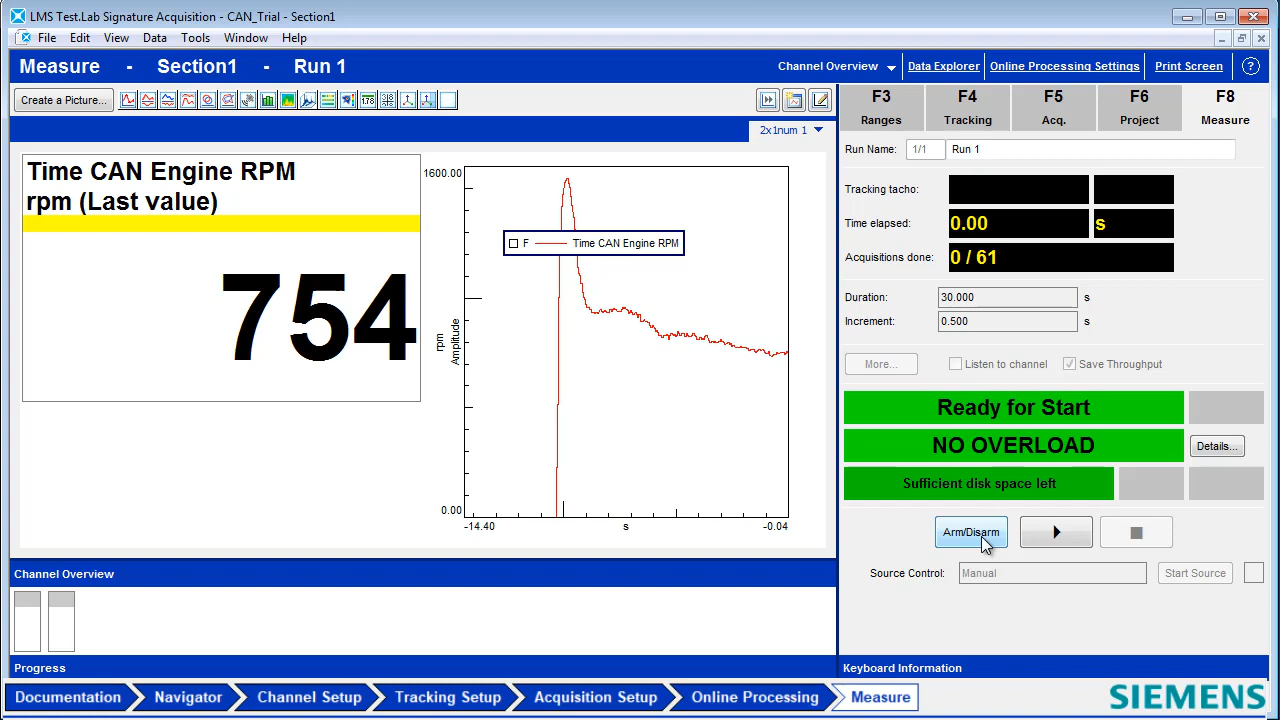 LMS Test.Lab Signature Acquisition - CAN_Trial - Section1
File Edit View Data Tools Window Help
Measure - Section1 - Run 1
Channel Overview Data Explorer Online Processing Settings Print Screen ?
Create a Picture...
2x1num 1
F3 F4 F5 F6 F8
Ranges Tracking Acq. Project Measure
Run Name: 1/1 Run 1
Time CAN Engine RPM
rpm (Last value)
754
1600.00
F Time CAN Engine RPM
rpm
Amplitude
0.00
-14.40 s -0.04
Tracking tacho:
Time elapsed: 0.00 s
Acquisitions done: 0 / 61
Duration: 30.000 s
Increment: 0.500 s
More... Listen to channel Save Throughput
Ready for Start
NO OVERLOAD Details...
Sufficient disk space left
Arm/Disarm
Source Control: Manual Start Source
Channel Overview
Progress
Keyboard Information
Documentation Navigator Channel Setup Tracking Setup Acquisition Setup Online Processing Measure
SIEMENS